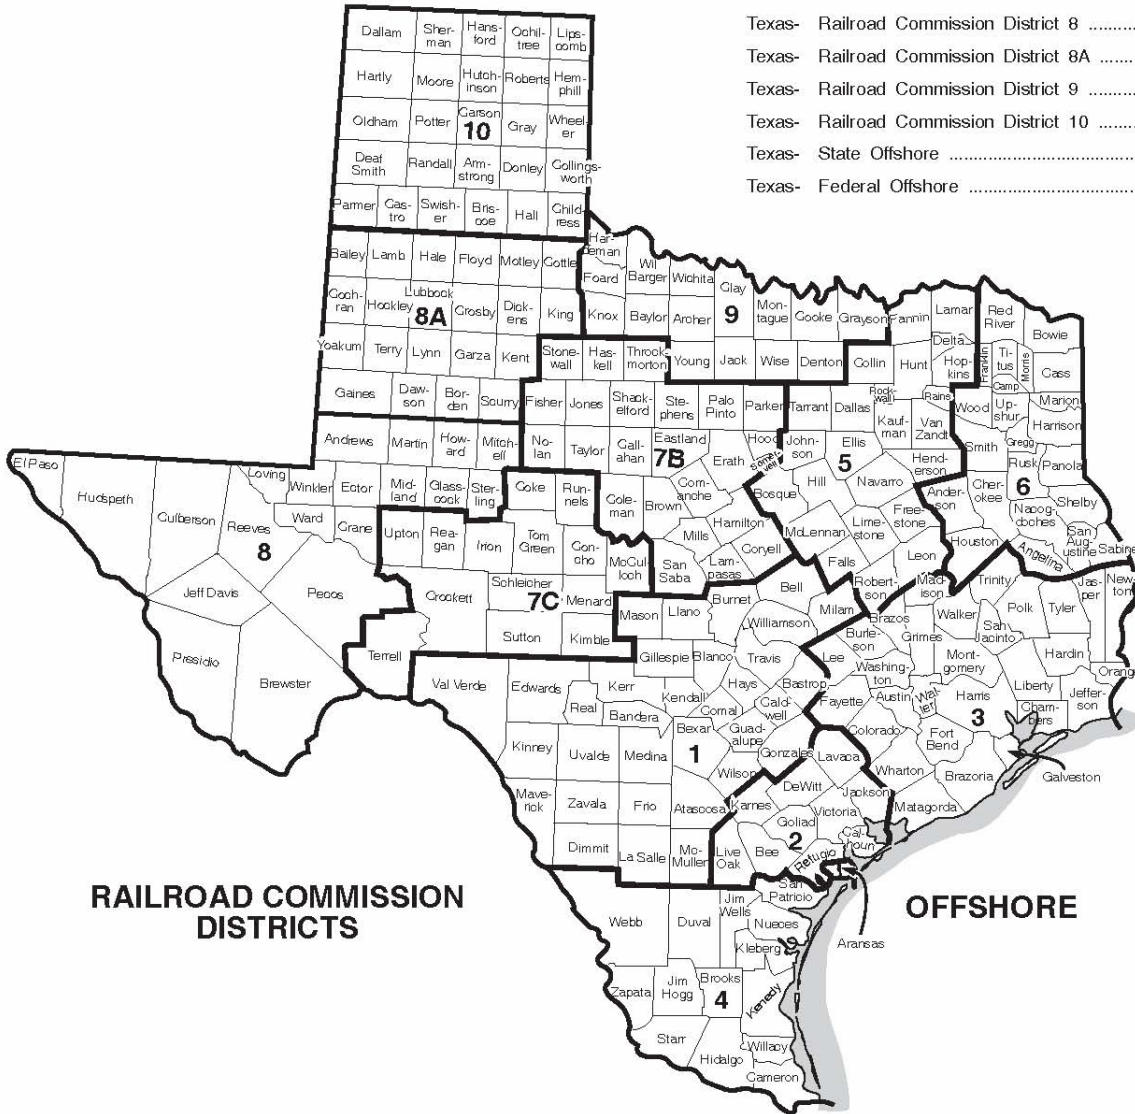 Texas- Railroad Commission District 8 ..........
Texas- Railroad Commission District 8A ........
Texas- Railroad Commission District 9 ..........
Texas- Railroad Commission District 10 ........
Texas- State Offshore ....................................
Texas- Federal Offshore ................................
Dallam Sher-man Hans-ford Ochil-tree Lips-comb
Hartly Moore Hutch-inson Roberts Hem-phill
Oldham Potter Carson Gray Wheel-er
10
Deaf Smith Randall Arm-strong Donley Collings-worth
Parmer Cas-tro Swish-er Bris-coe Hall Child-ress
Bailey Lamb Hale Floyd Motley Cottle
Har-deman Foard Wil Barger Wichita Clay
Coch-ran Hockley Lubbock Crosby Dick-ens King Knox Baylor Archer Mon-tague Cooke Grayson Fannin Lamar Red River Bowie
8A
9
Yoakum Terry Lynn Garza Kent Stone-wall Has-kell Throck-morton Young Jack Wise Denton Collin Hunt Delta Hop-kins Franklin Ti-tus Morris Cass
Camp
Gaines Daw-son Bor-den Scurry Fisher Jones Shack-elford Ste-phens Palo Pinto Parker Tarrant Dallas Rock-wall Rains Wood Up-shur Marion
Kauf-man Van Zandt Harrison
Andrews Martin How-ard Mitch-ell No-lan Taylor Cal-lahan Eastland Erath Hood Somer-vell John-son Ellis Smith Gregg
7B
5
El Paso Hudspeth Culberson Loving Winkler Ector Mid-land Glass-cock Ster-ling Coke Run-nels Cole-man Brown Com-anche Bosque Hill Navarro Hen-derson Ander-son Cher-okee Rusk Panola
6
Reeves Ward Crane Upton Rea-gan Irion Tom Green Con-cho McCul-loch Mills Hamilton McLennan Lime-stone Free-stone Nacog-doches Shelby
8
San Saba Lam-pasas Coryell Falls Leon Houston Angelina San Aug-ustine Sabine
Jeff Davis Pecos Crockett Schleicher Menard Mason Llano Burnet Bell Robert-son Mad-ison Trinity Jas-per New-ton
7C
Presidio Brewster Terrell Sutton Kimble Williamson Milam Brazos Walker Polk Tyler
Gillespie Blanco Travis Burle-son Grimes San Jacinto
Lee Washing-ton Mont-gomery Hardin Orange
Val Verde Edwards Kerr Kendall Hays Bastrop Fayette Austin Wal-ler Harris Liberty Jeffer-son
3
Real Bandera Comal Cald-well Cham-bers
Bexar Guad-alupe Colorado Fort Bend
1
Kinney Uvalde Medina Wilson Gonzales Lavaca Wharton Brazoria Galveston
Mave-rick Zavala Frio Atascosa Karnes DeWitt Jackson Matagorda
Goliad Victoria
2
Dimmit La Salle Mc-Mullen Live Oak Bee Refugio Cal-houn
San Patricio
RAILROAD COMMISSION
DISTRICTS
OFFSHORE
Webb Duval Jim Wells Nueces Aransas
Kleberg
Zapata Jim Hogg Brooks Kenedy
4
Starr Hidalgo Willacy
Cameron